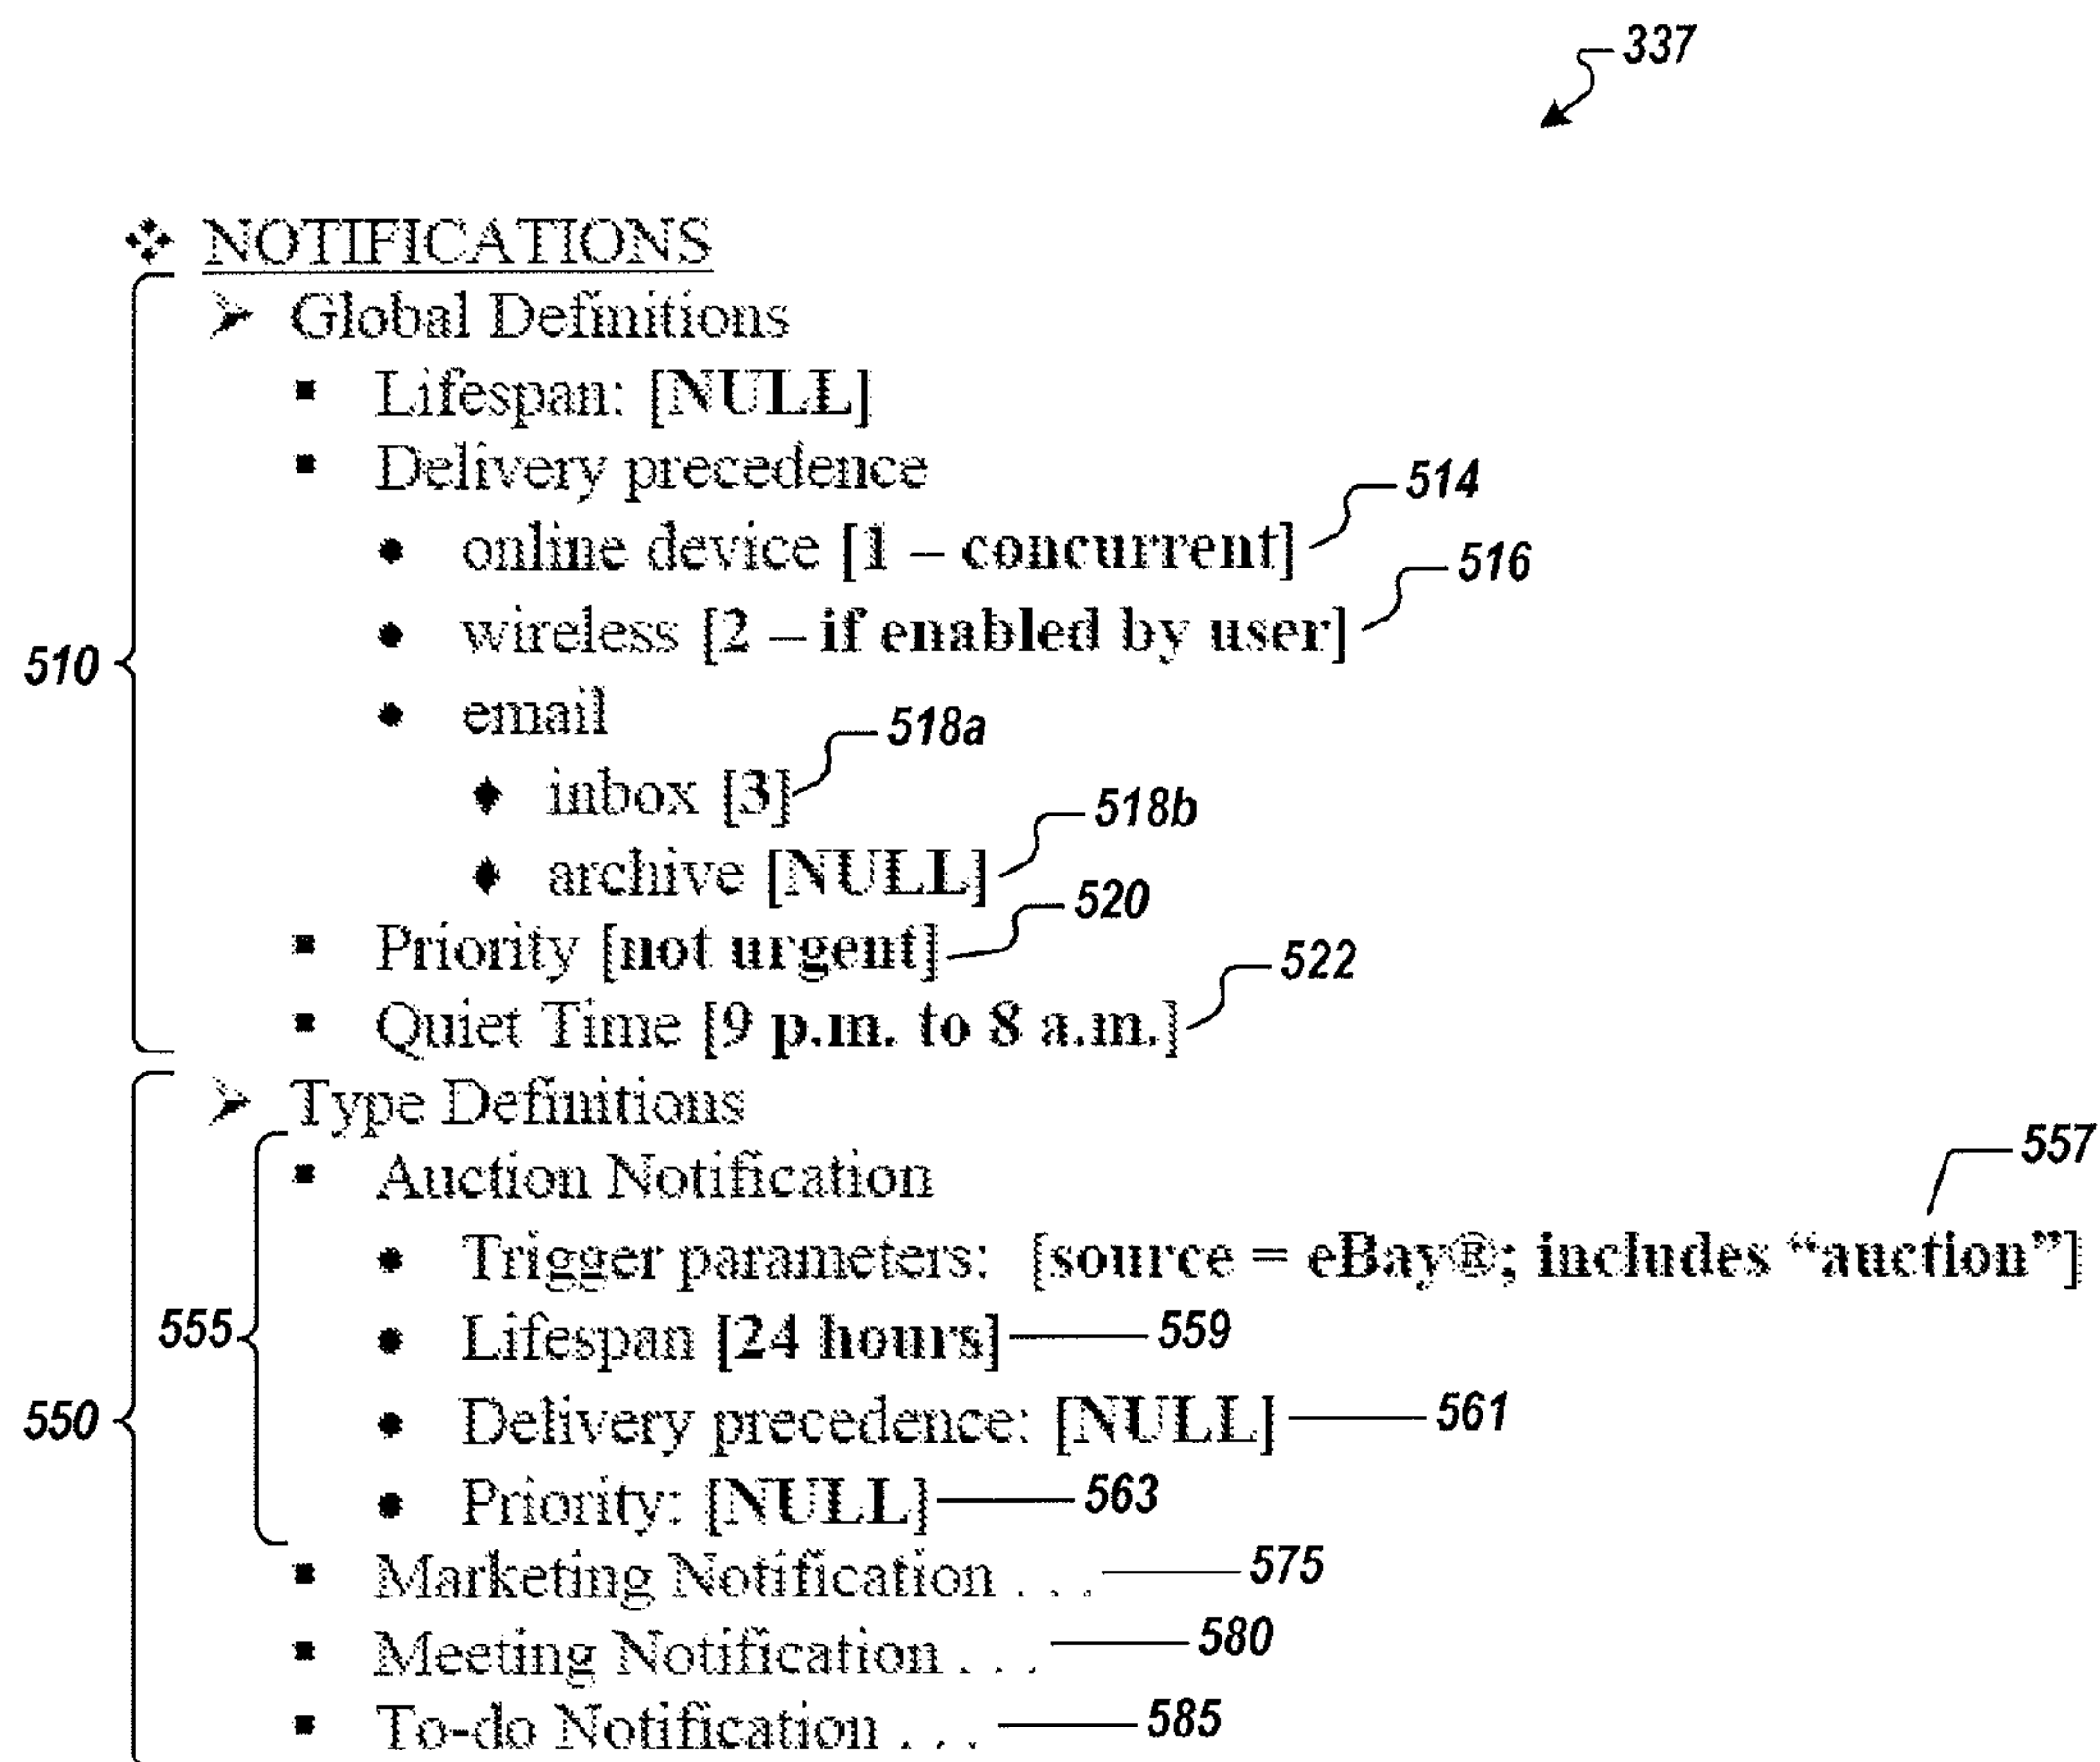 337
❖ NOTIFICATIONS
➢ Global Definitions
▪ Lifespan: [NULL]
▪ Delivery precedence
• online device [1 – concurrent] 514
• wireless [2 – if enabled by user] 516
510
• email
♦ inbox [3] 518a
♦ archive [NULL] 518b
▪ Priority [not urgent] 520
▪ Quiet Time [9 p.m. to 8 a.m.] 522
➢ Type Definitions
▪ Auction Notification
557
• Trigger parameters: [source = eBay®; includes “auction”]
555 • Lifespan [24 hours] 559
550 • Delivery precedence: [NULL] 561
• Priority: [NULL] 563
▪ Marketing Notification . . . 575
▪ Meeting Notification . . . 580
▪ To-do Notification . . . 585